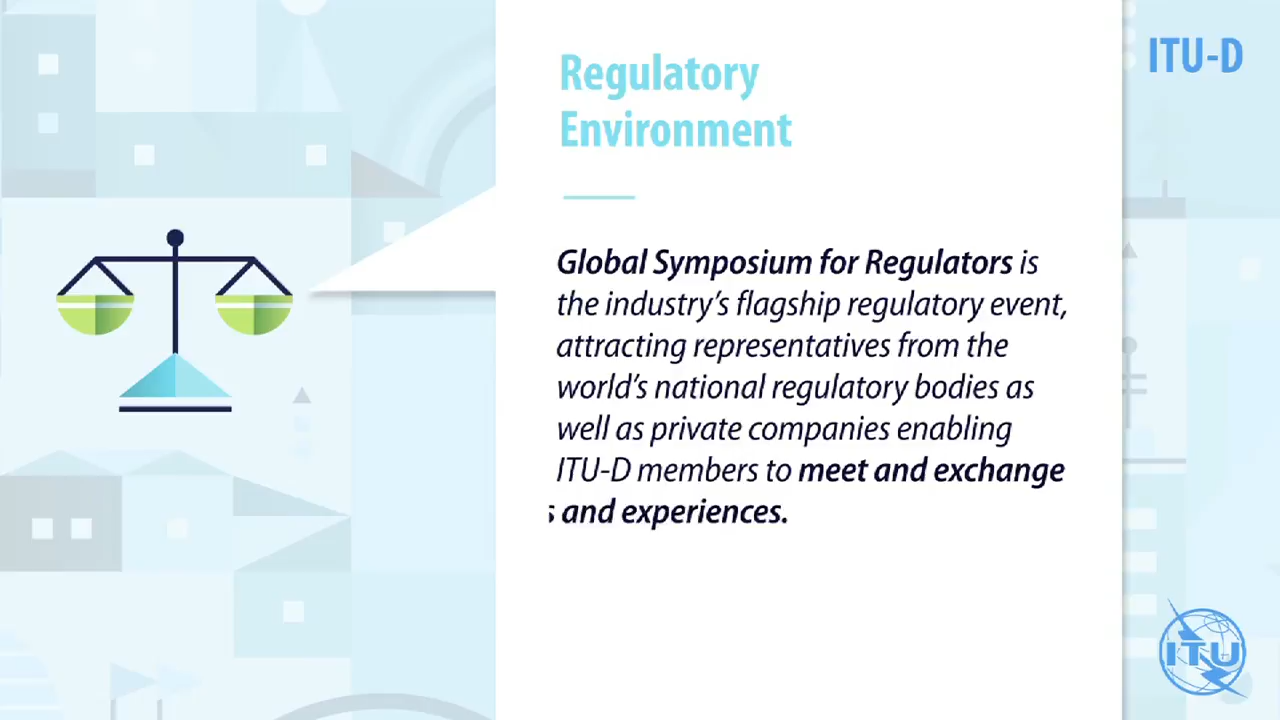 ITU-D
Regulatory
Environment
Global Symposium for Regulators is
the industry’s flagship regulatory event,
attracting representatives from the
world’s national regulatory bodies as
well as private companies enabling
ITU-D members to meet and exchange
s and experiences.
ITU